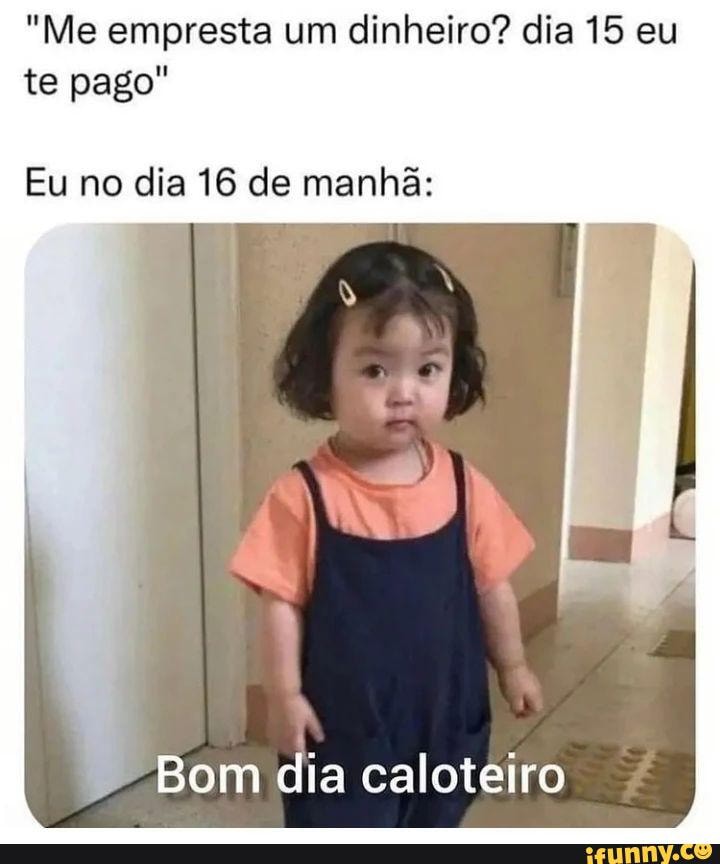 "Me empresta um dinheiro? dia 15 eu
te pago"
Eu no dia 16 de manhã:
Bom dia caloteiro
ifunny.co